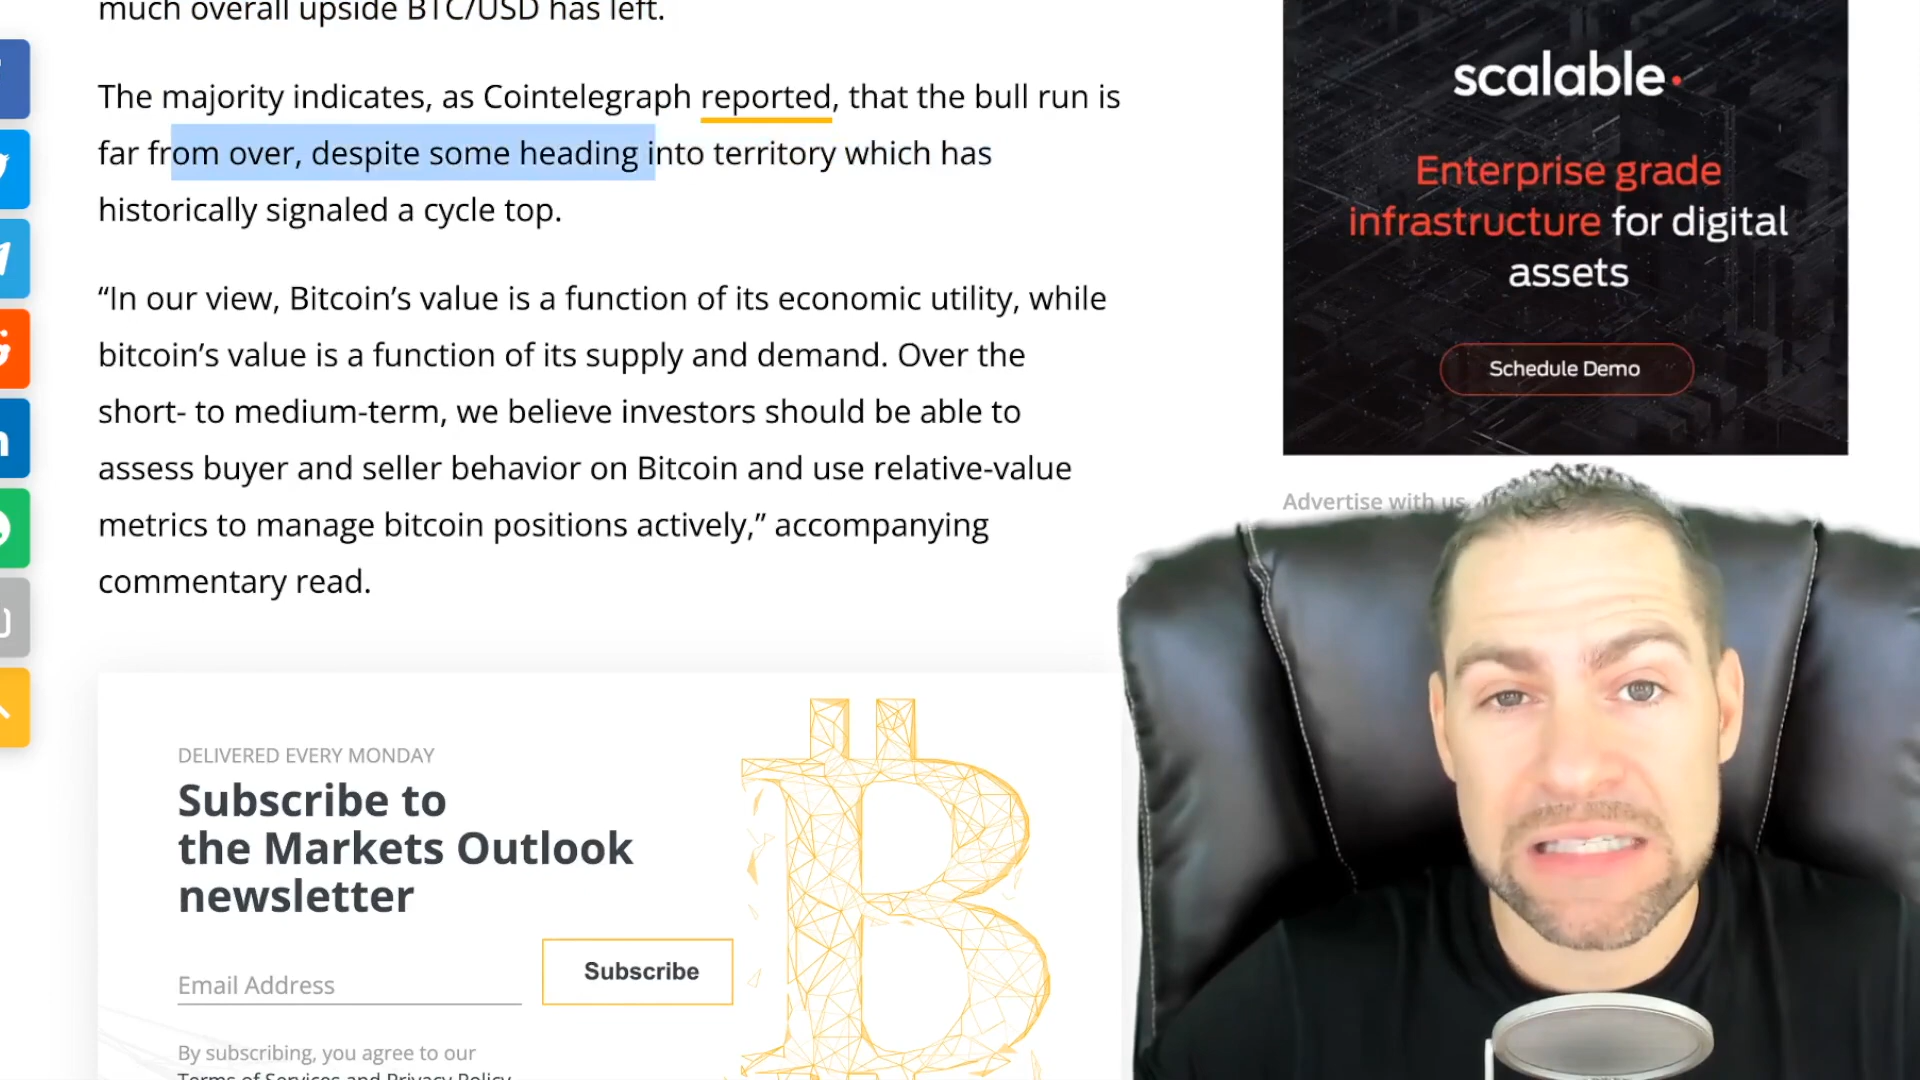 much overall upside BTC/USD has left.
The majority indicates, as Cointelegraph reported, that the bull run is
far from over, despite some heading into territory which has
historically signaled a cycle top.
“In our view, Bitcoin’s value is a function of its economic utility, while
bitcoin’s value is a function of its supply and demand. Over the
short- to medium-term, we believe investors should be able to
assess buyer and seller behavior on Bitcoin and use relative-value
metrics to manage bitcoin positions actively,” accompanying
commentary read.
DELIVERED EVERY MONDAY
Subscribe to
the Markets Outlook
newsletter
Email Address
Subscribe
By subscribing, you agree to our
Terms of Services and Privacy Policy
scalable
Enterprise grade
infrastructure for digital
assets
Schedule Demo
Advertise with us